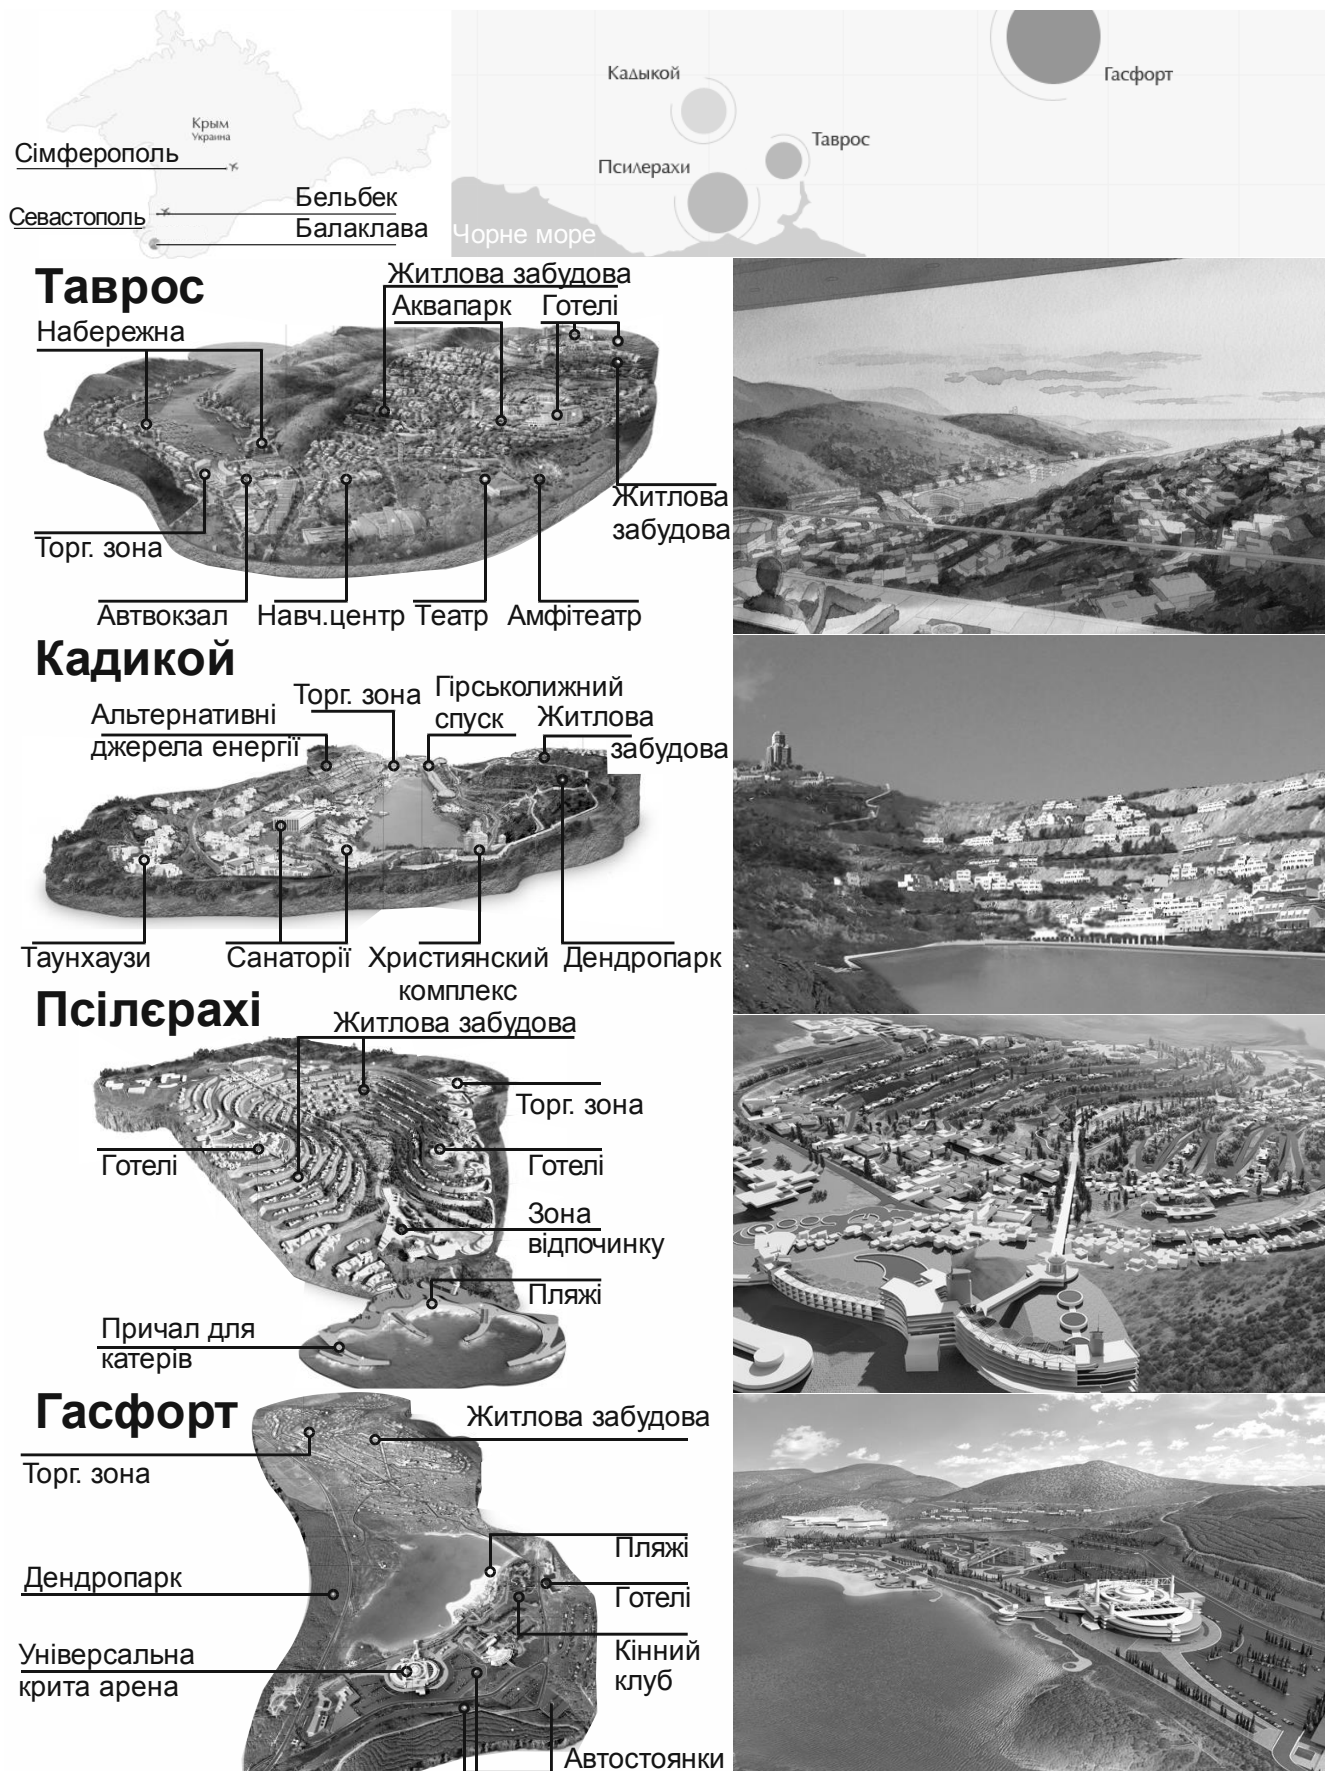 Крым
Украина
Сімферополь
Севастополь
Бельбек
Балаклава
Кадыкой
Гасфорт
Таврос
Псилерахи
Чорне море
Таврос
Житлова забудова
Аквапарк
Готелі
Набережна
Житлова
забудова
Торг. зона
Автвокзал
Навч.центр
Театр
Амфітеатр
Кадикой
Торг. зона
Гірськолижний
спуск
Альтернативні
джерела енергії
Житлова
забудова
Таунхаузи
Санаторії
Християнский
комплекс
Дендропарк
Псілєрахі
Житлова забудова
Торг. зона
Готелі
Готелі
Зона
відпочинку
Пляжі
Причал для
катерів
Гасфорт
Житлова забудова
Торг. зона
Пляжі
Дендропарк
Готелі
Універсальна
крита арена
Кінний
клуб
Автостоянки